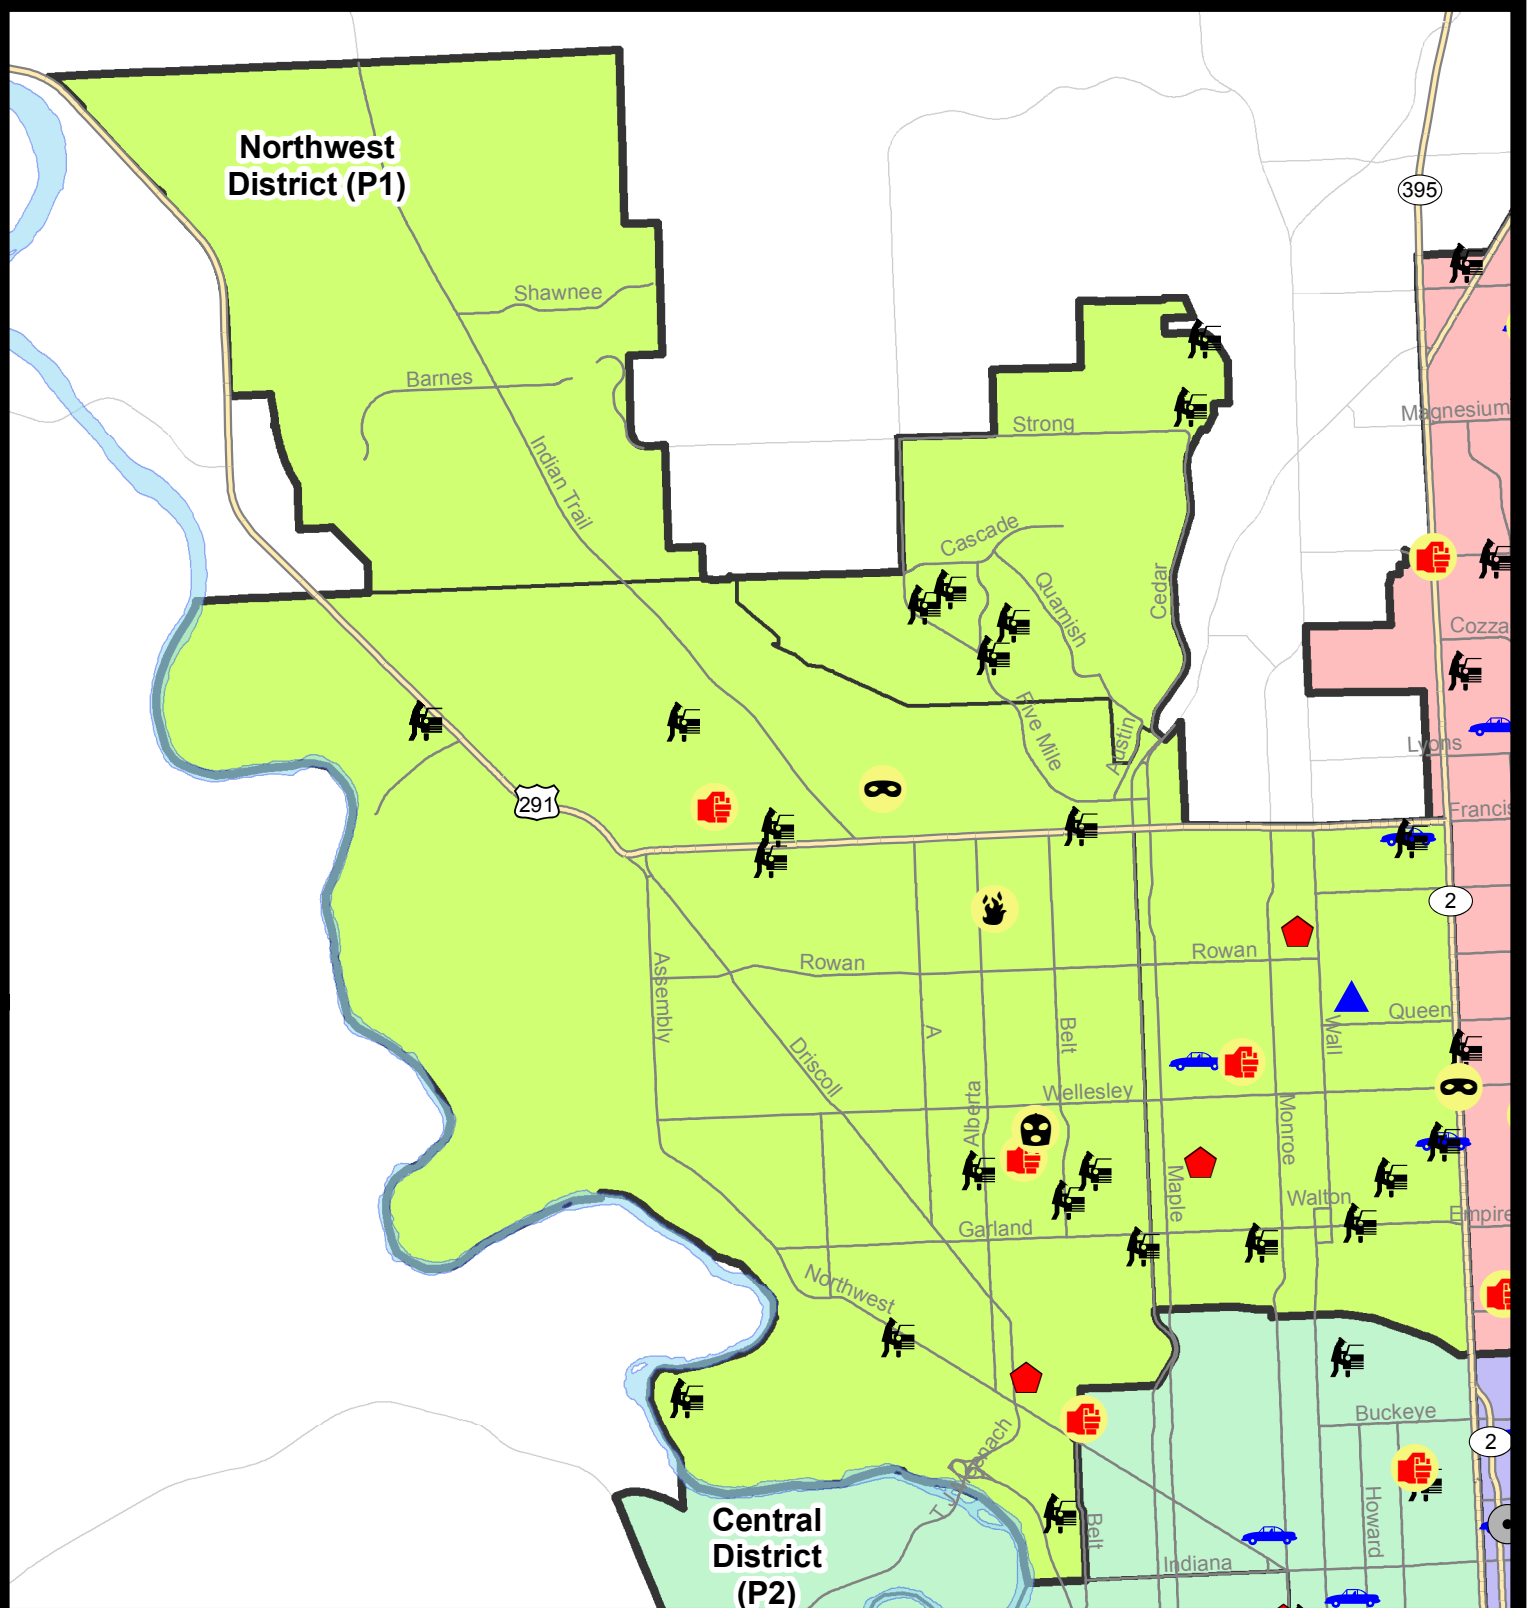 Northwest
District (P1)
395
Shawnee
Barnes
Magnesium
Strong
Indian Trail
Cascade
Quamish
Cedar
Cozza
Five Mile
Austin
Lyons
291
Francis
2
Rowan
Rowan
Assembly
Queen
A
Belt
Wall
Driscoll
Wellesley
Alberta
Monroe
Maple
Walton
Empire
Garland
Northwest
Buckeye
2
T J Meenach
Howard
Central
District
(P2)
Belt
Indiana